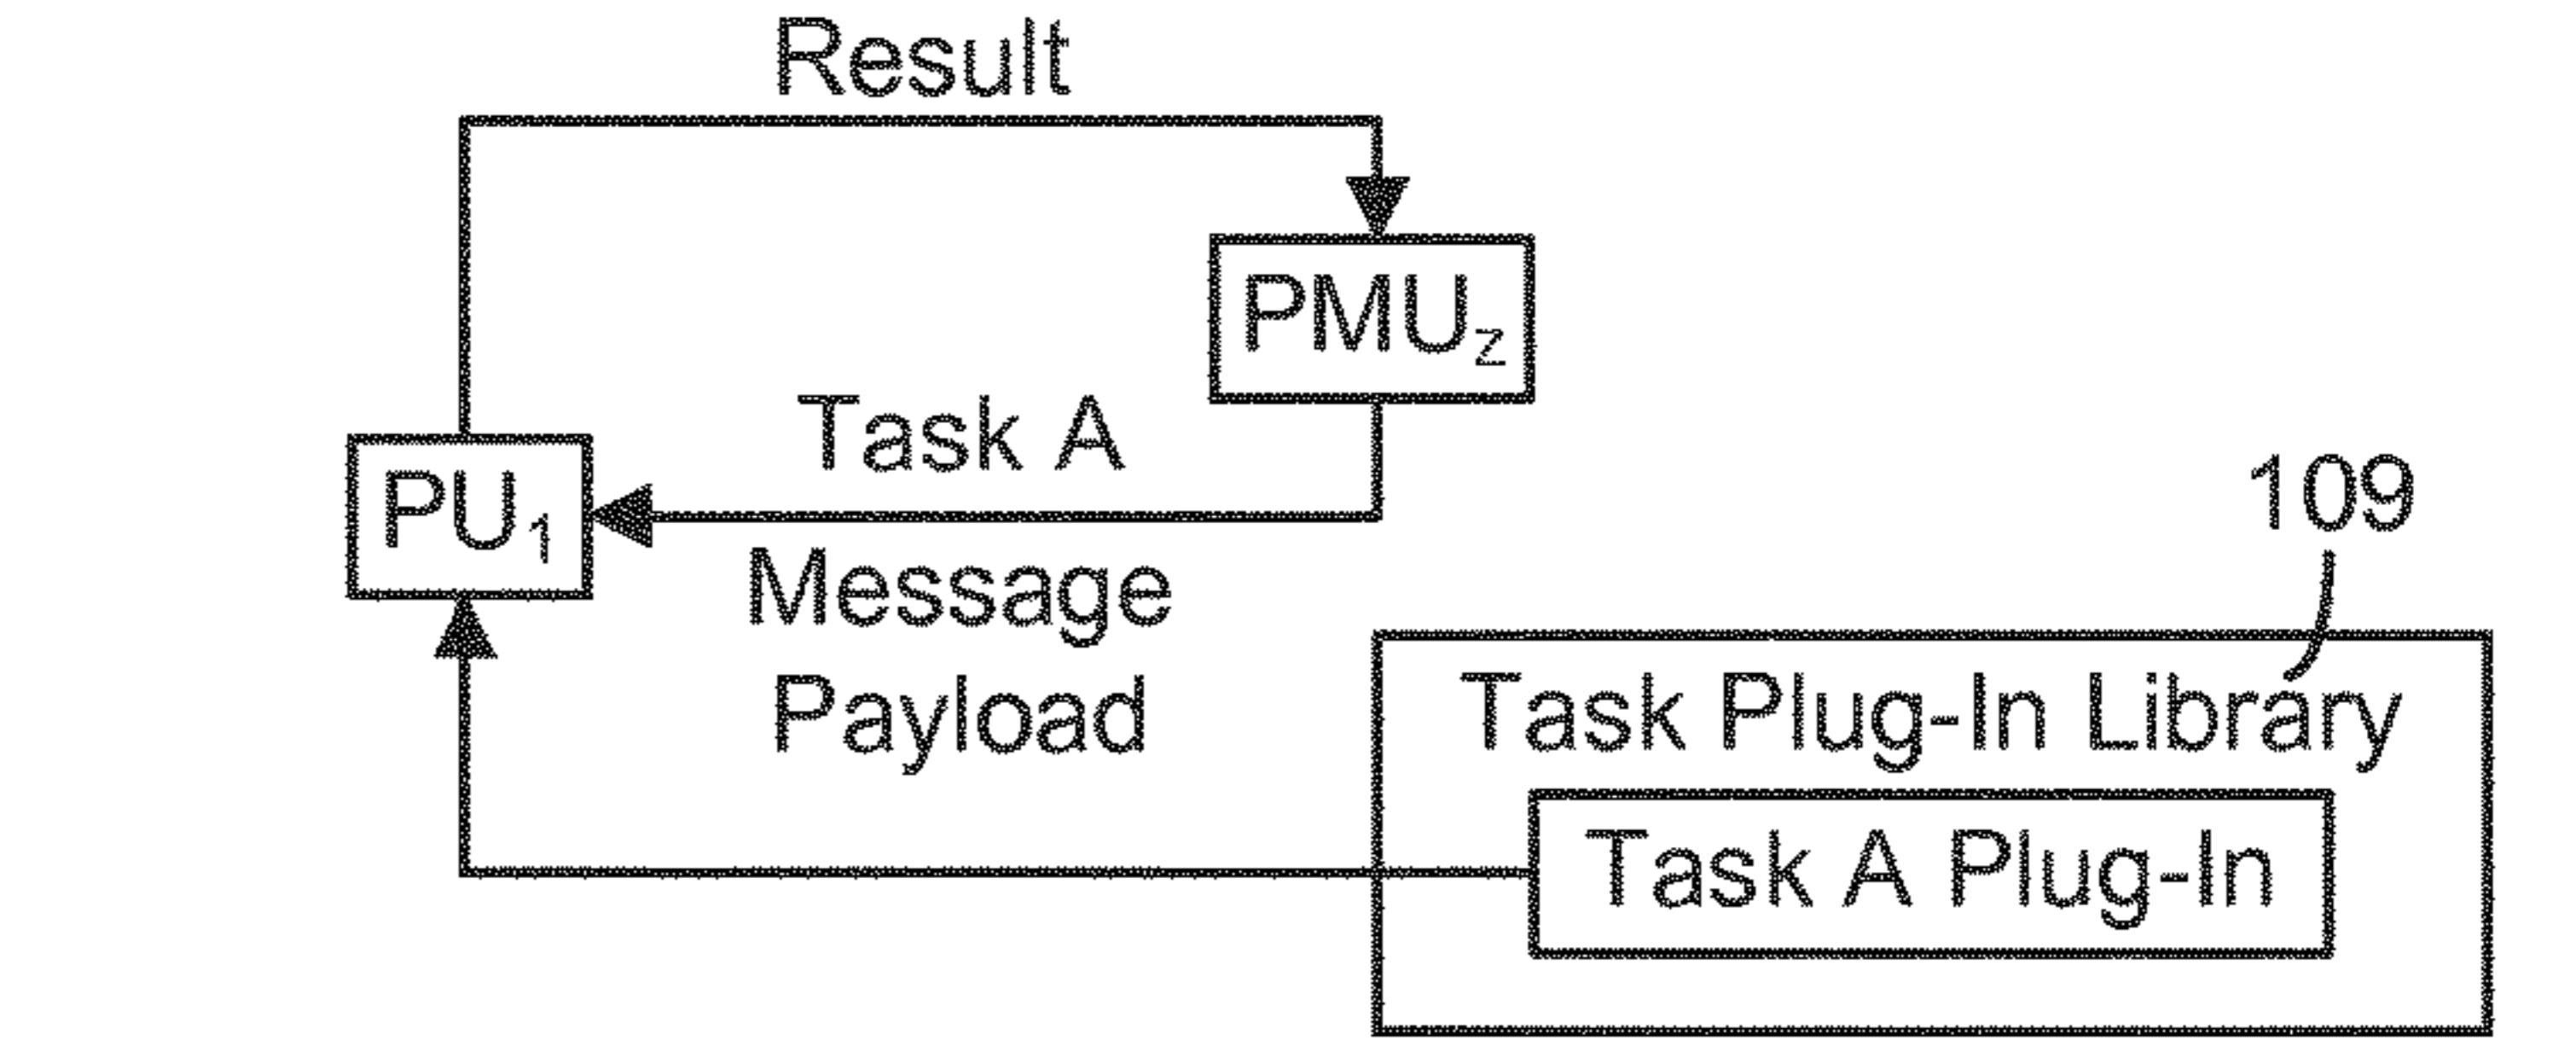 Result
PMUz
Task A
PU1
Message
Payload
109
Task Plug-In Library
Task A Plug-In